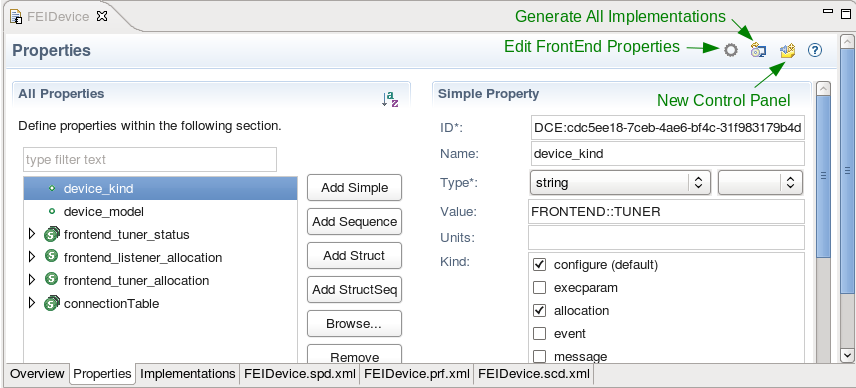 FEIDevice
Generate All Implementations
Properties
Edit FrontEnd Properties
New Control Panel
All Properties
Define properties within the following section.
type filter text
device_kind
device_model
frontend_tuner_status
frontend_listener_allocation
frontend_tuner_allocation
connectionTable
Add Simple
Add Sequence
Add Struct
Add StructSeq
Browse...
Remove
Simple Property
ID*: DCE:cdc5ee18-7ceb-4ae6-bf4c-31f983179b4d
Name: device_kind
Type*: string
Value: FRONTEND::TUNER
Units:
Kind: configure (default)
execparam
allocation
event
message
Overview Properties Implementations FEIDevice.spd.xml FEIDevice.prf.xml FEIDevice.scd.xml